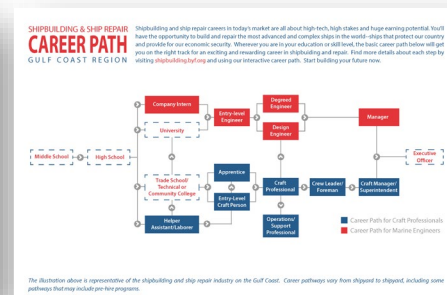 SHIPBUILDING & SHIP REPAIR
CAREER PATH
GULF COAST REGION
Shipbuilding and ship repair careers in today's market are all about high-tech, high stakes and huge earning potential. You'll
have the opportunity to build and repair the most advanced and complex ships in the world--ships that protect our country
and provide for our economic security. Wherever you are in your education or skill level, the basic career path below will get
you on the right track for an exciting and rewarding career in shipbuiding and repair. Find more details about each step by
visiting shipbuilding.byf.org and using our interactive career path. Start building your future now.
Company Intern
University
Entry-level
Engineer
Degreed
Engineer
Design
Engineer
Manager
Middle School
High School
Executive
Officer
Trade School/
Technical or
Community College
Apprentice
Entry-Level
Craft Person
Craft
Professional
Crew Leader/
Foreman
Craft Manager/
Superintendent
Helper
Assistant/Laborer
Operations/
Support
Professional
Career Path for Craft Professionals
Career Path for Marine Engineers
The illustration above is representative of the shipbuilding and ship repair industry on the Gulf Coast. Career pathways vary from shipyard to shipyard, including some
pathways that may include pre-hire programs.